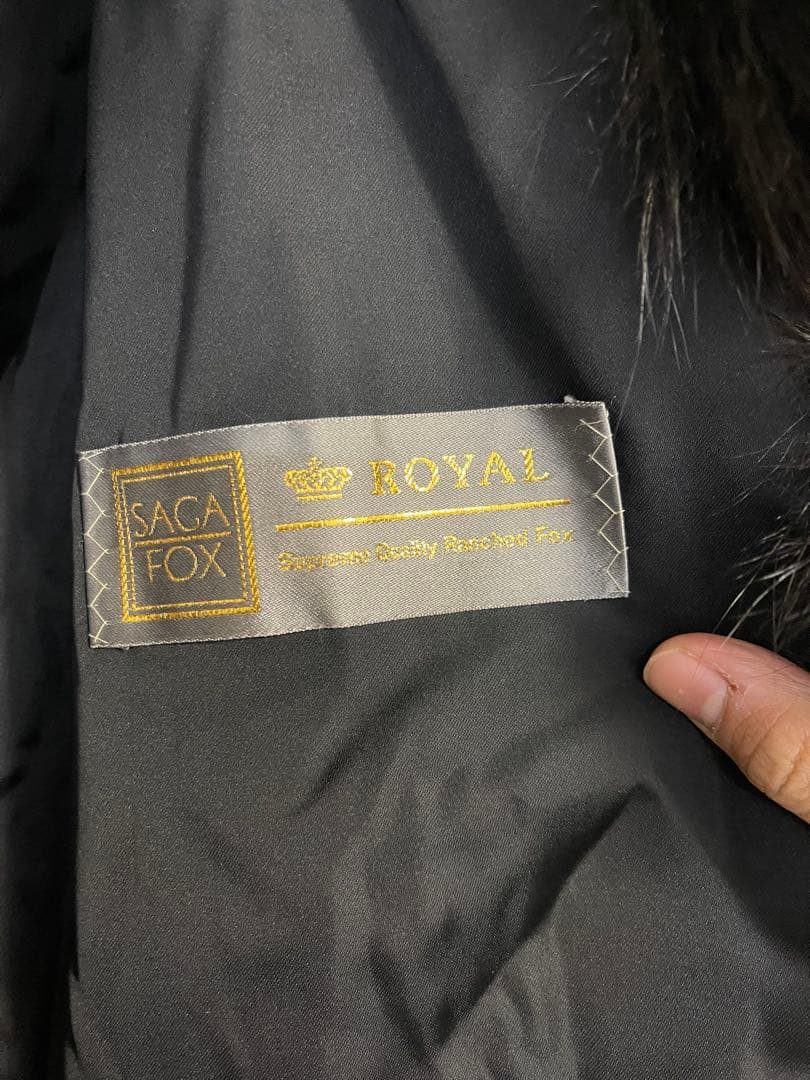 SAGA
FOX
ROYAL
Supreme Quality Ranched Fox